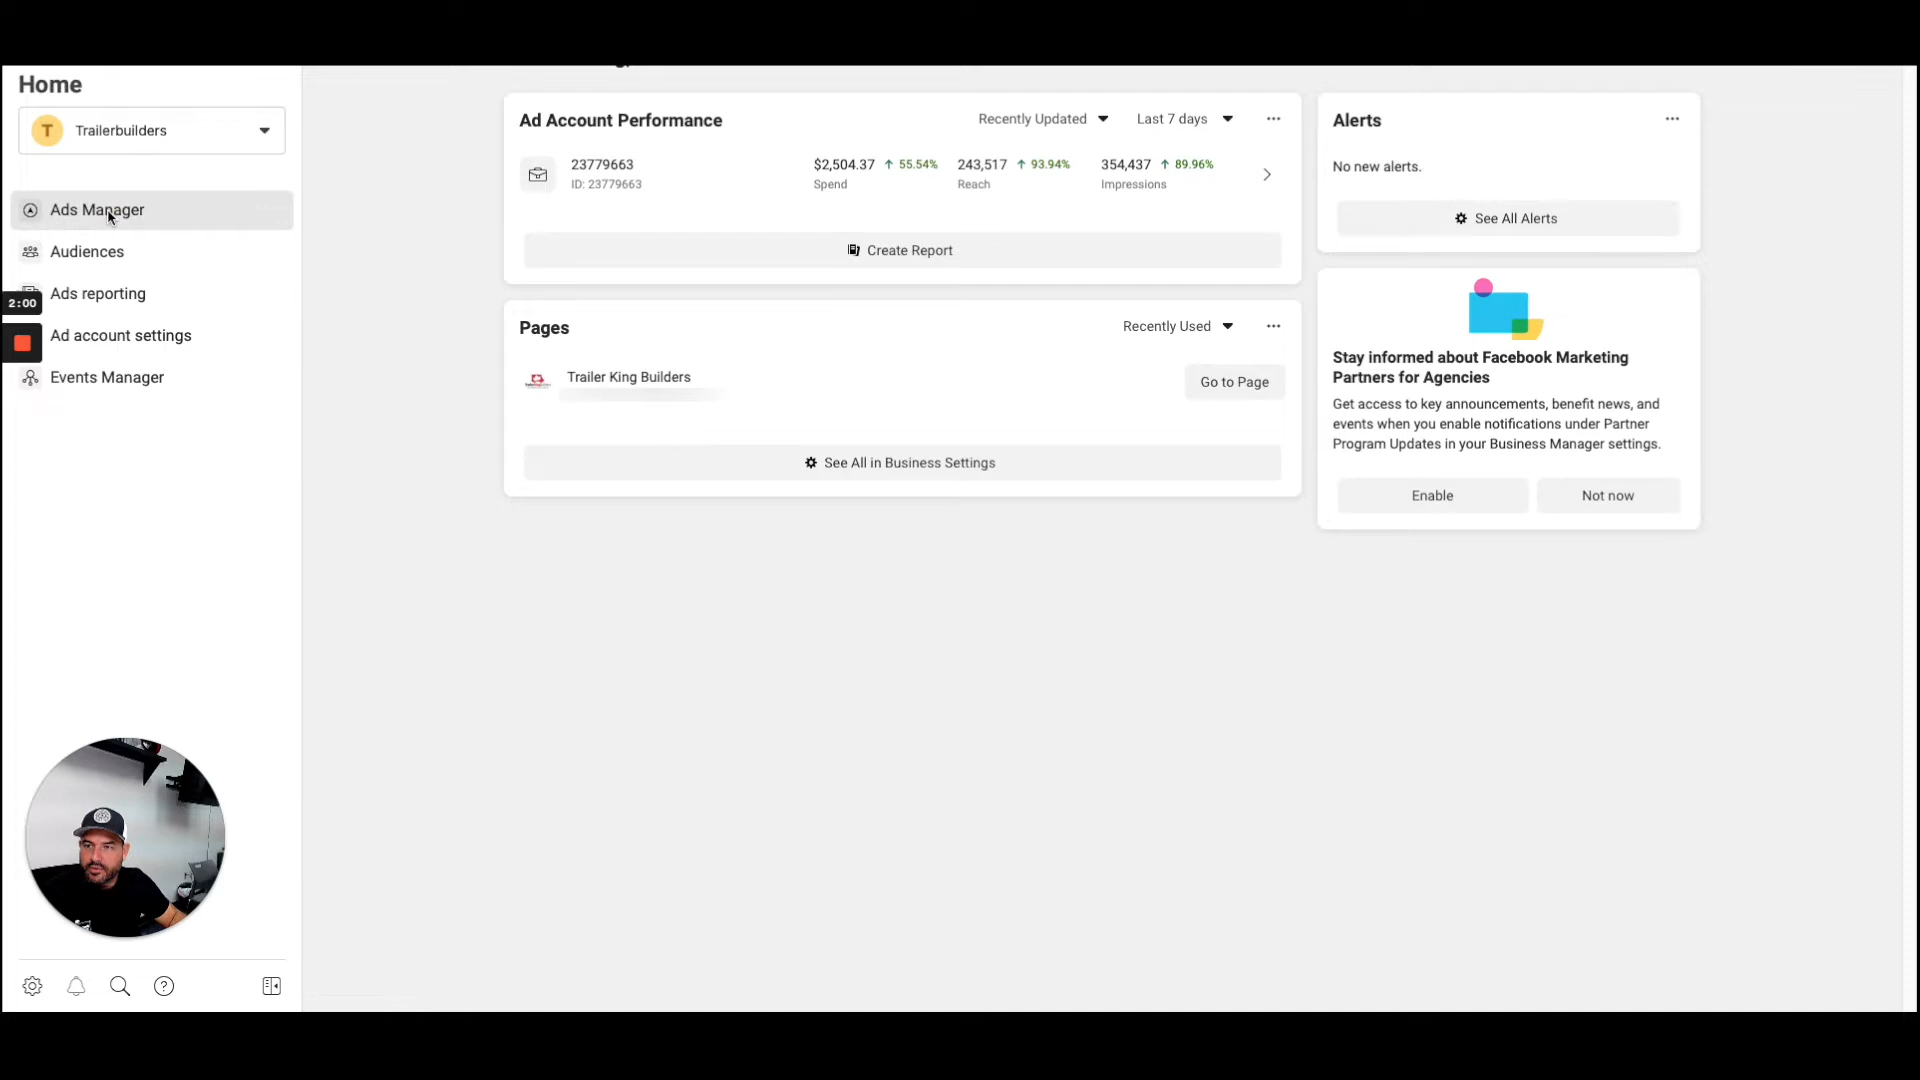 Home
T Trailerbuilders
Ads Manager
Audiences
Ads reporting
2:00
Ad account settings
Events Manager
Ad Account Performance
Recently Updated
Last 7 days
23779663
ID: 23779663
$2,504.37 ↑ 55.54%
Spend
243,517 ↑ 93.94%
Reach
354,437 ↑ 89.96%
Impressions
Create Report
Pages
Recently Used
Trailer King Builders
Go to Page
See All in Business Settings
Alerts
No new alerts.
See All Alerts
Stay informed about Facebook Marketing
Partners for Agencies
Get access to key announcements, benefit news, and
events when you enable notifications under Partner
Program Updates in your Business Manager settings.
Enable
Not now